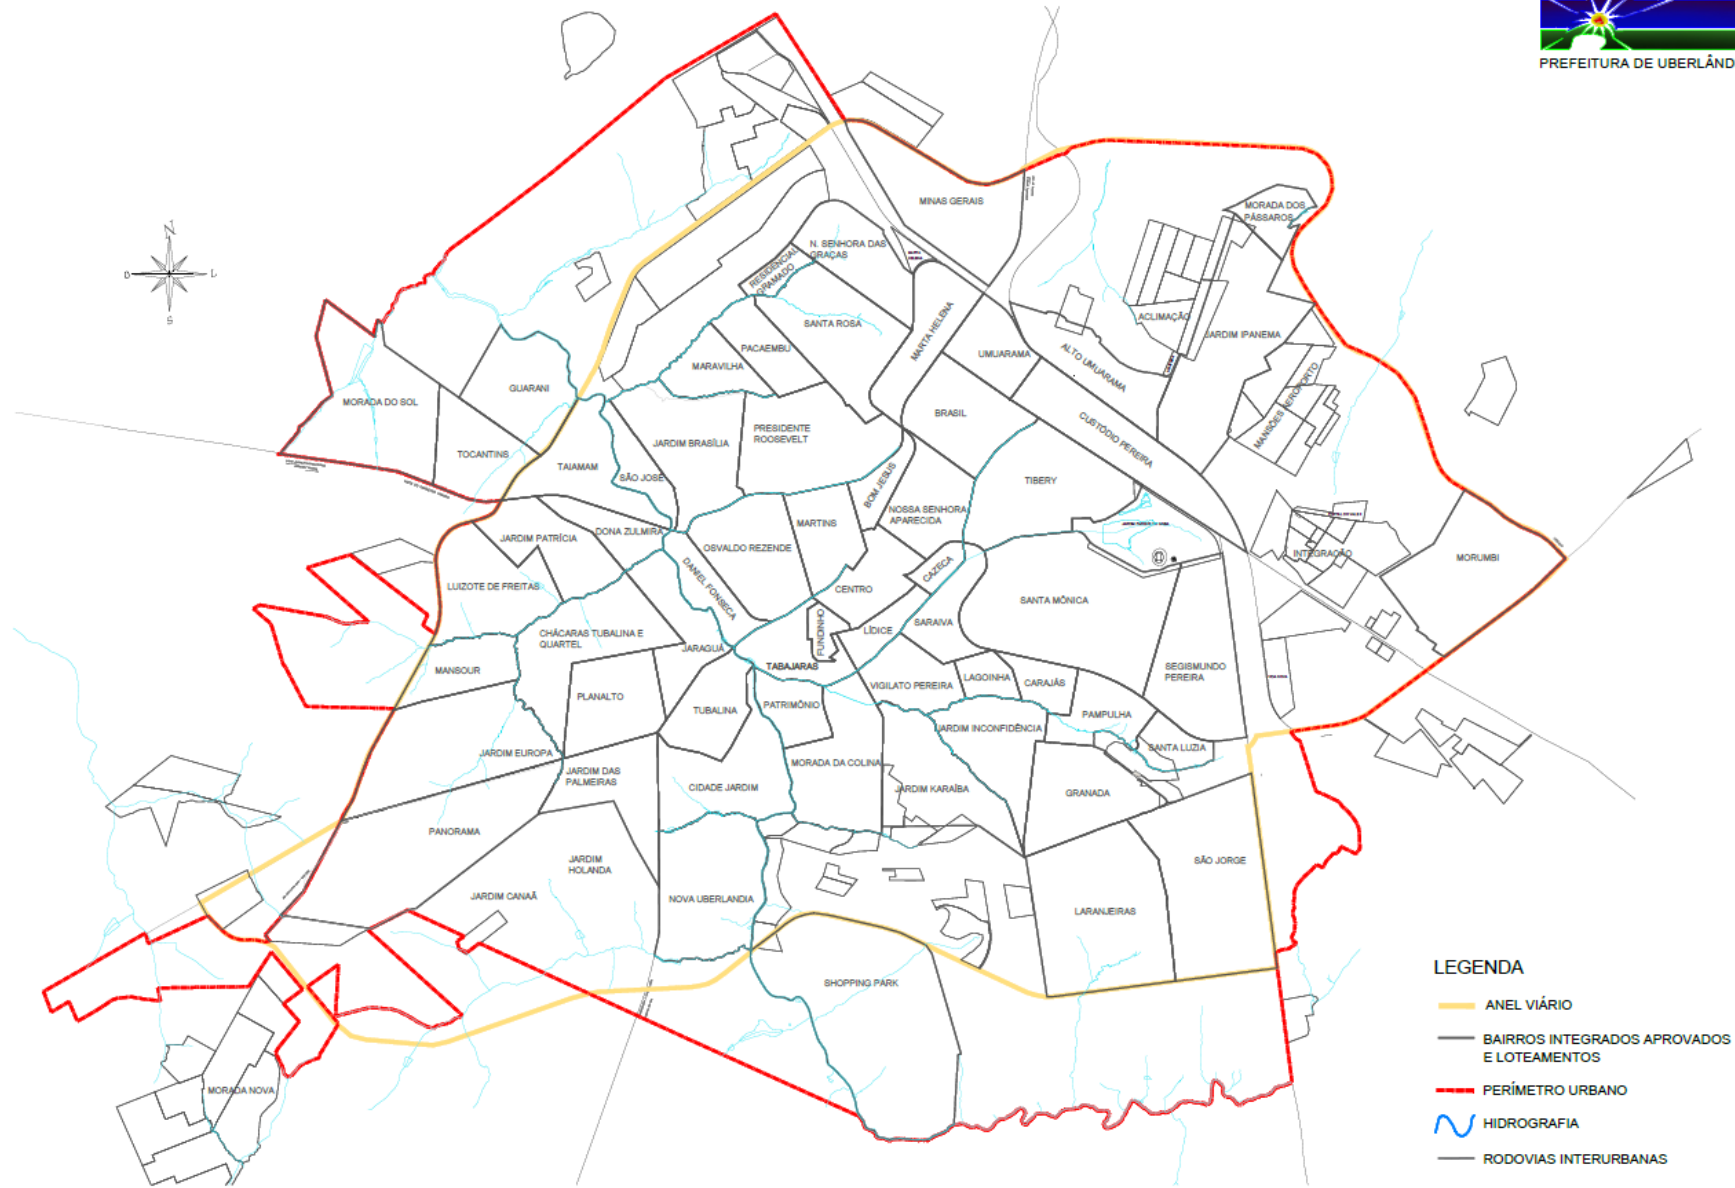 PREFEITURA DE UBERLÂND
N
B
L
S
MINAS GERAIS
MORADA DOS
PÁSSAROS
N. SENHORA DAS
GRAÇAS
RESIDENCIAL
GRAMADO
SANTA ROSA
MARTA HELENA
ACLIMAÇÃO
JARDIM IPANEMA
UMUARAMA
ALTO UMUARAMA
PACAEMBU
MARAVILHA
GUARANI
MORADA DO SOL
BRASIL
MANSÕES AEROPORTO
CUSTÓDIO PEREIRA
PRESIDENTE
ROOSEVELT
JARDIM BRASÍLIA
TOCANTINS
TAIAMAM
SÃO JOSÉ
TIBERY
BOM JESUS
NOSSA SENHORA
APARECIDA
MARTINS
DONA ZULMIRA
JARDIM PATRÍCIA
OSVALDO REZENDE
INTEGRAÇÃO
MORUMBI
DANIEL FONSECA
LUIZOTE DE FREITAS
CENTRO
CAZECA
SANTA MÔNICA
FUNDINHO
LÍDICE
SARAIVA
CHÁCARAS TUBALINA E
QUARTEL
JARAGUÁ
TABAJARAS
MANSOUR
SEGISMUNDO
PEREIRA
VIGILATO PEREIRA
LAGOINHA
CARAJÁS
PLANALTO
TUBALINA
PATRIMÔNIO
PAMPULHA
JARDIM INCONFIDÊNCIA
SANTA LUZIA
JARDIM EUROPA
JARDIM DAS
PALMEIRAS
MORADA DA COLINA
CIDADE JARDIM
JARDIM KARAÍBA
GRANADA
PANORAMA
JARDIM
HOLANDA
SÃO JORGE
JARDIM CANAÃ
NOVA UBERLANDIA
LARANJEIRAS
SHOPPING PARK
MORADA NOVA
LEGENDA
ANEL VIÁRIO
BAIRROS INTEGRADOS APROVADOS
E LOTEAMENTOS
PERÍMETRO URBANO
HIDROGRAFIA
RODOVIAS INTERURBANAS